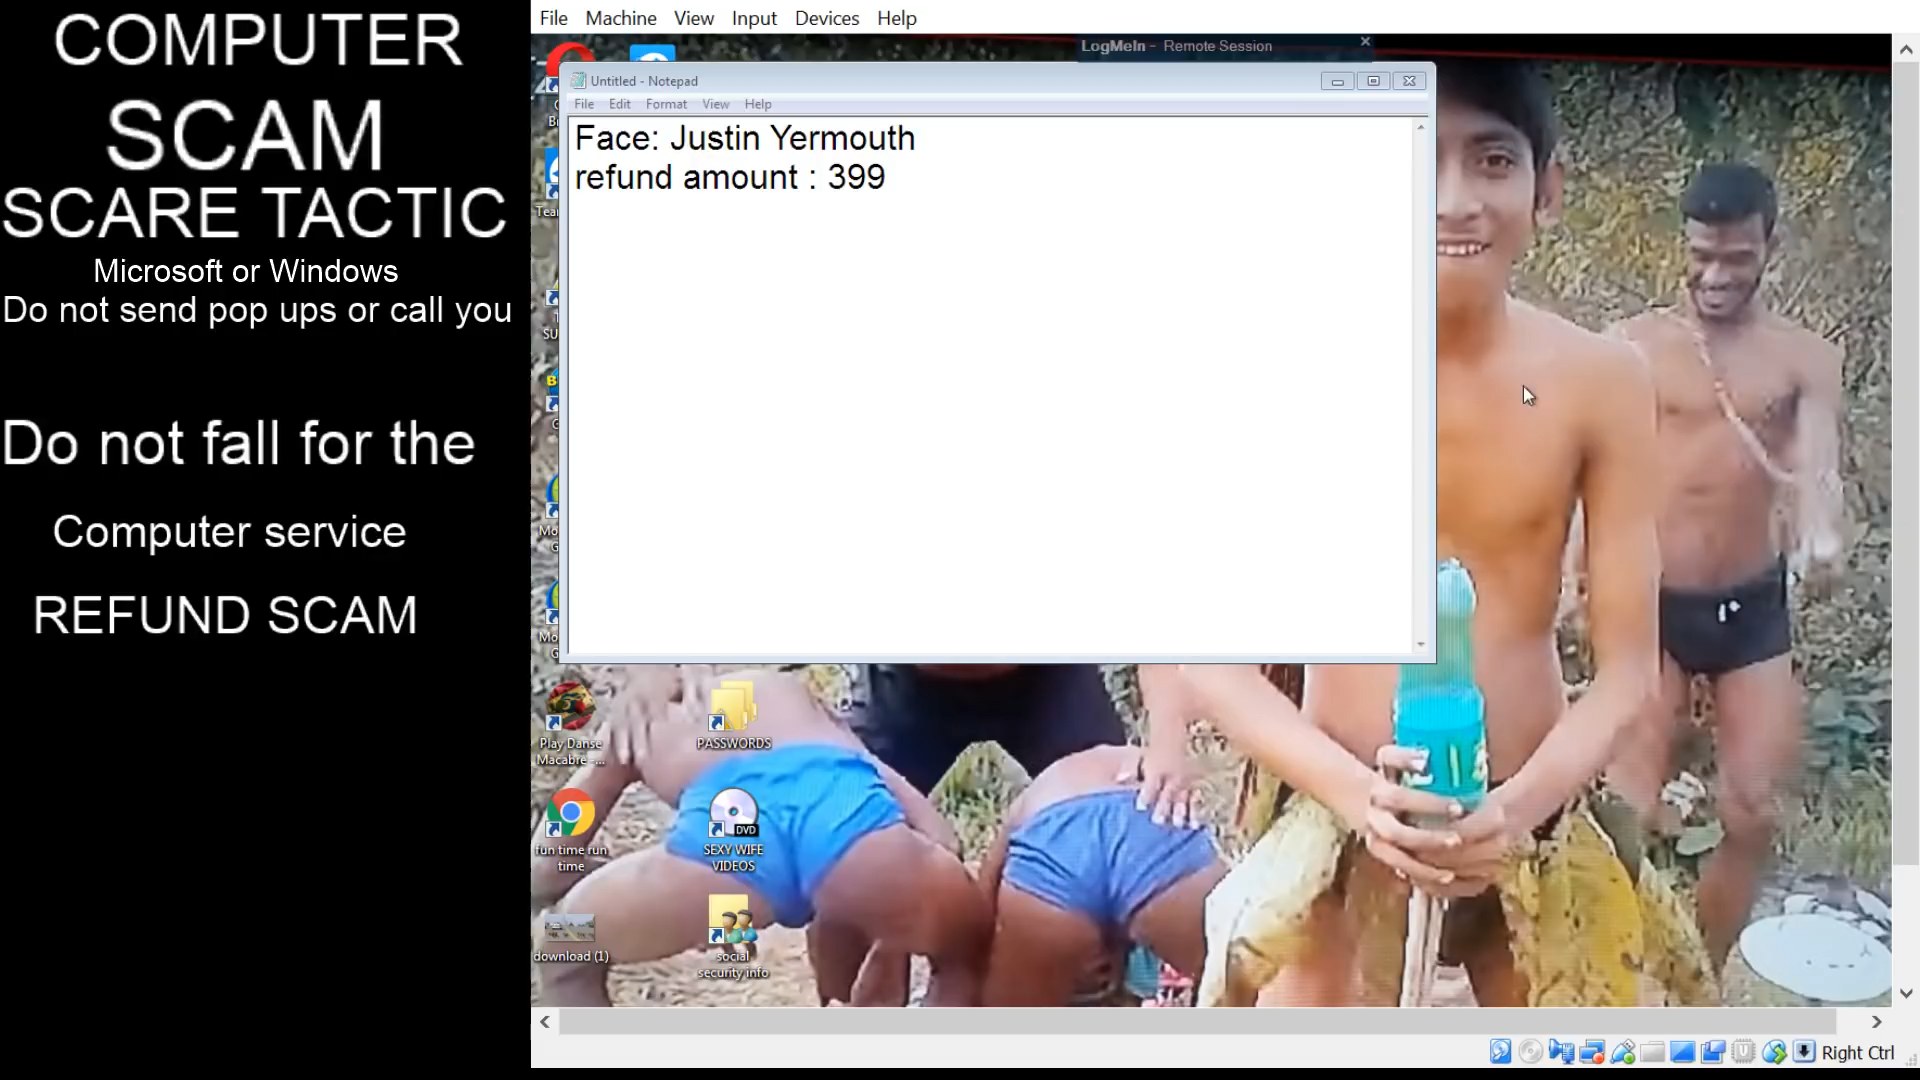 COMPUTER
SCAM
SCARE TACTIC
Microsoft or Windows
Do not send pop ups or call you
Do not fall for the
Computer service
REFUND SCAM
File Machine View Input Devices Help
LogMeIn - Remote Session
Untitled - Notepad
File Edit Format View Help
Face: Justin Yermouth
refund amount : 399
Play Danse
Macabre -...
PASSWORDS
fun time run
time
DVD
SEXY WIFE
VIDEOS
download (1)
social
security info
Right Ctrl